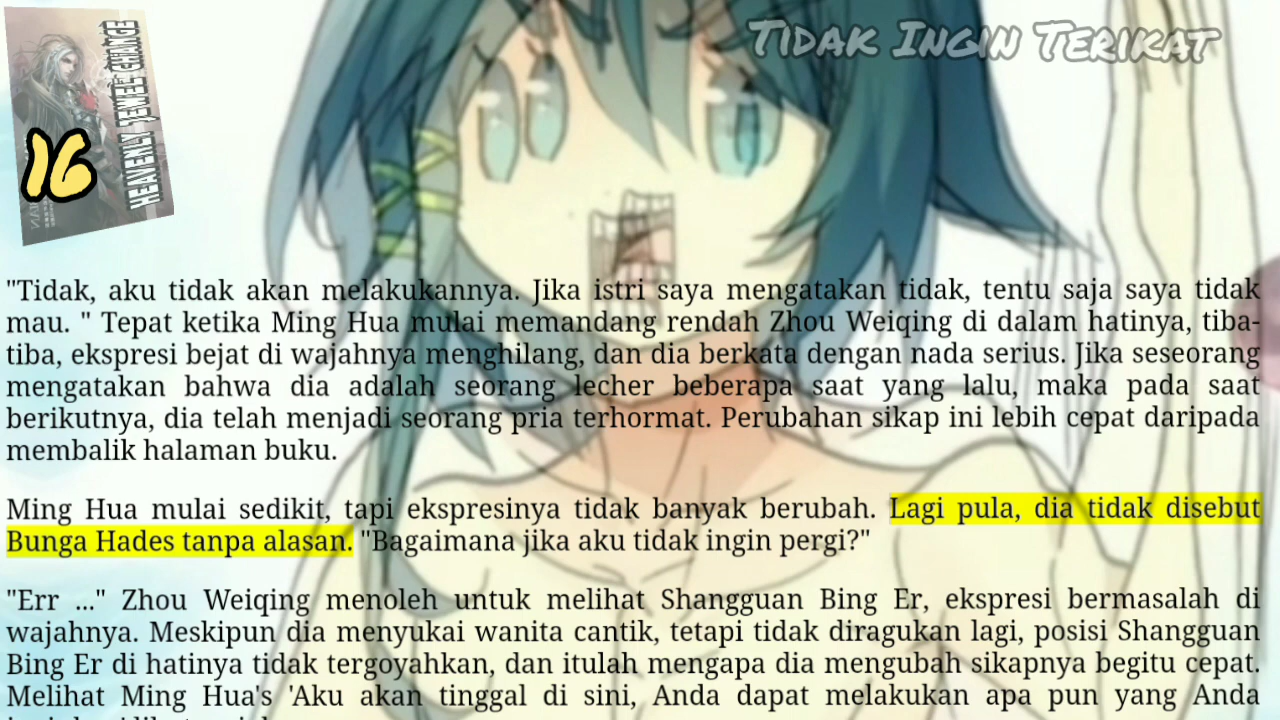 Tidak Ingin Terikat
HEAVENLY JEWEL CHANGE
16
"Tidak, aku tidak akan melakukannya. Jika istri saya mengatakan tidak, tentu saja saya tidak
mau. " Tepat ketika Ming Hua mulai memandang rendah Zhou Weiqing di dalam hatinya, tiba-
tiba, ekspresi bejat di wajahnya menghilang, dan dia berkata dengan nada serius. Jika seseorang
mengatakan bahwa dia adalah seorang lecher beberapa saat yang lalu, maka pada saat
berikutnya, dia telah menjadi seorang pria terhormat. Perubahan sikap ini lebih cepat daripada
membalik halaman buku.
Ming Hua mulai sedikit, tapi ekspresinya tidak banyak berubah. Lagi pula, dia tidak disebut
Bunga Hades tanpa alasan. "Bagaimana jika aku tidak ingin pergi?"
"Err ..." Zhou Weiqing menoleh untuk melihat Shangguan Bing Er, ekspresi bermasalah di
wajahnya. Meskipun dia menyukai wanita cantik, tetapi tidak diragukan lagi, posisi Shangguan
Bing Er di hatinya tidak tergoyahkan, dan itulah mengapa dia mengubah sikapnya begitu cepat.
Melihat Ming Hua's 'Aku akan tinggal di sini, Anda dapat melakukan apa pun yang Anda